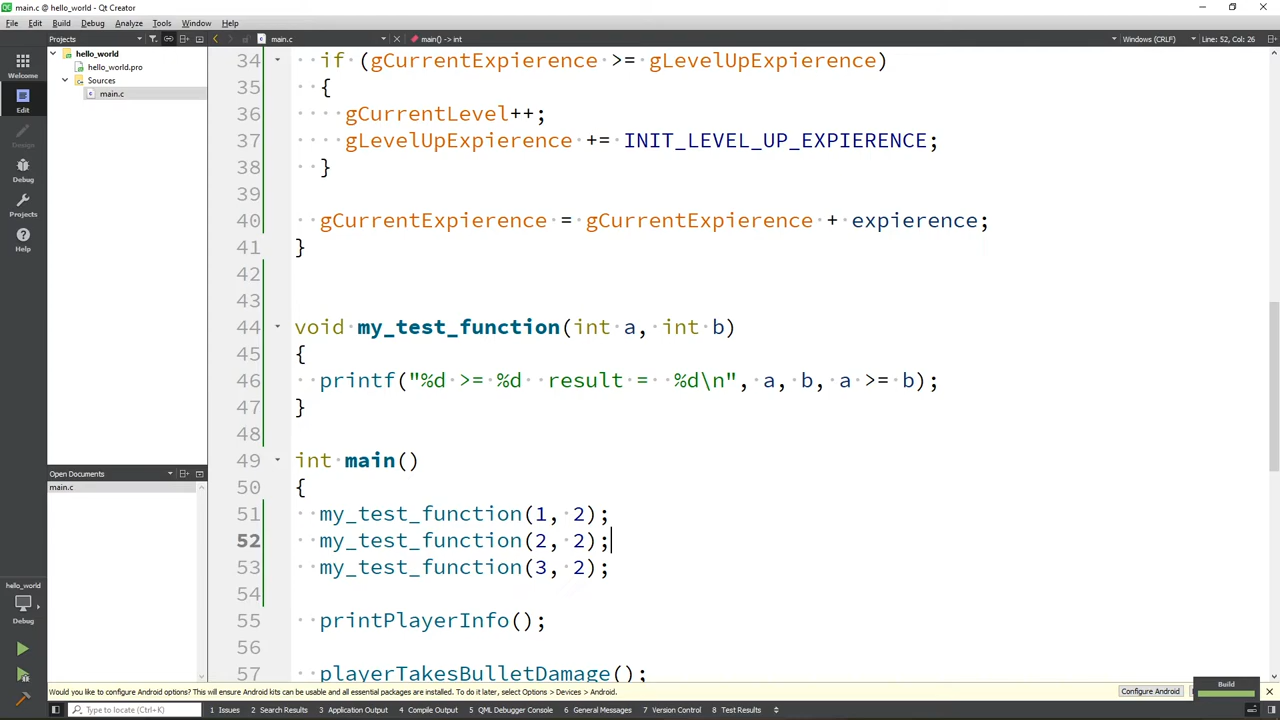 main.c @ hello_world - Qt Creator
File Edit Build Debug Analyze Tools Window Help
Projects main.c main() -> int Windows (CRLF) Line: 52, Col: 26
hello_world
hello_world.pro
Sources
main.c
Welcome
Edit
Design
Debug
Projects
Help
34 if (gCurrentExpierence >= gLevelUpExpierence)
35 {
36 gCurrentLevel++;
37 gLevelUpExpierence += INIT_LEVEL_UP_EXPIERENCE;
38 }
39
40 gCurrentExpierence = gCurrentExpierence + expierence;
41 }
42
43
44 void my_test_function(int a, int b)
45 {
46 printf("%d >= %d  result =  %d\n", a, b, a >= b);
47 }
48
49 int main()
50 {
51 my_test_function(1, 2);
52 my_test_function(2, 2);
53 my_test_function(3, 2);
54
55 printPlayerInfo();
56
57 playerTakesBulletDamage();
Open Documents
main.c
hello_world
Debug
Would you like to configure Android options? This will ensure Android kits can be usable and all essential packages are installed. To do it later, select Options > Devices > Android.
Configure Android
Build
Type to locate (Ctrl+K) 1 Issues 2 Search Results 3 Application Output 4 Compile Output 5 QML Debugger Console 6 General Messages 7 Version Control 8 Test Results